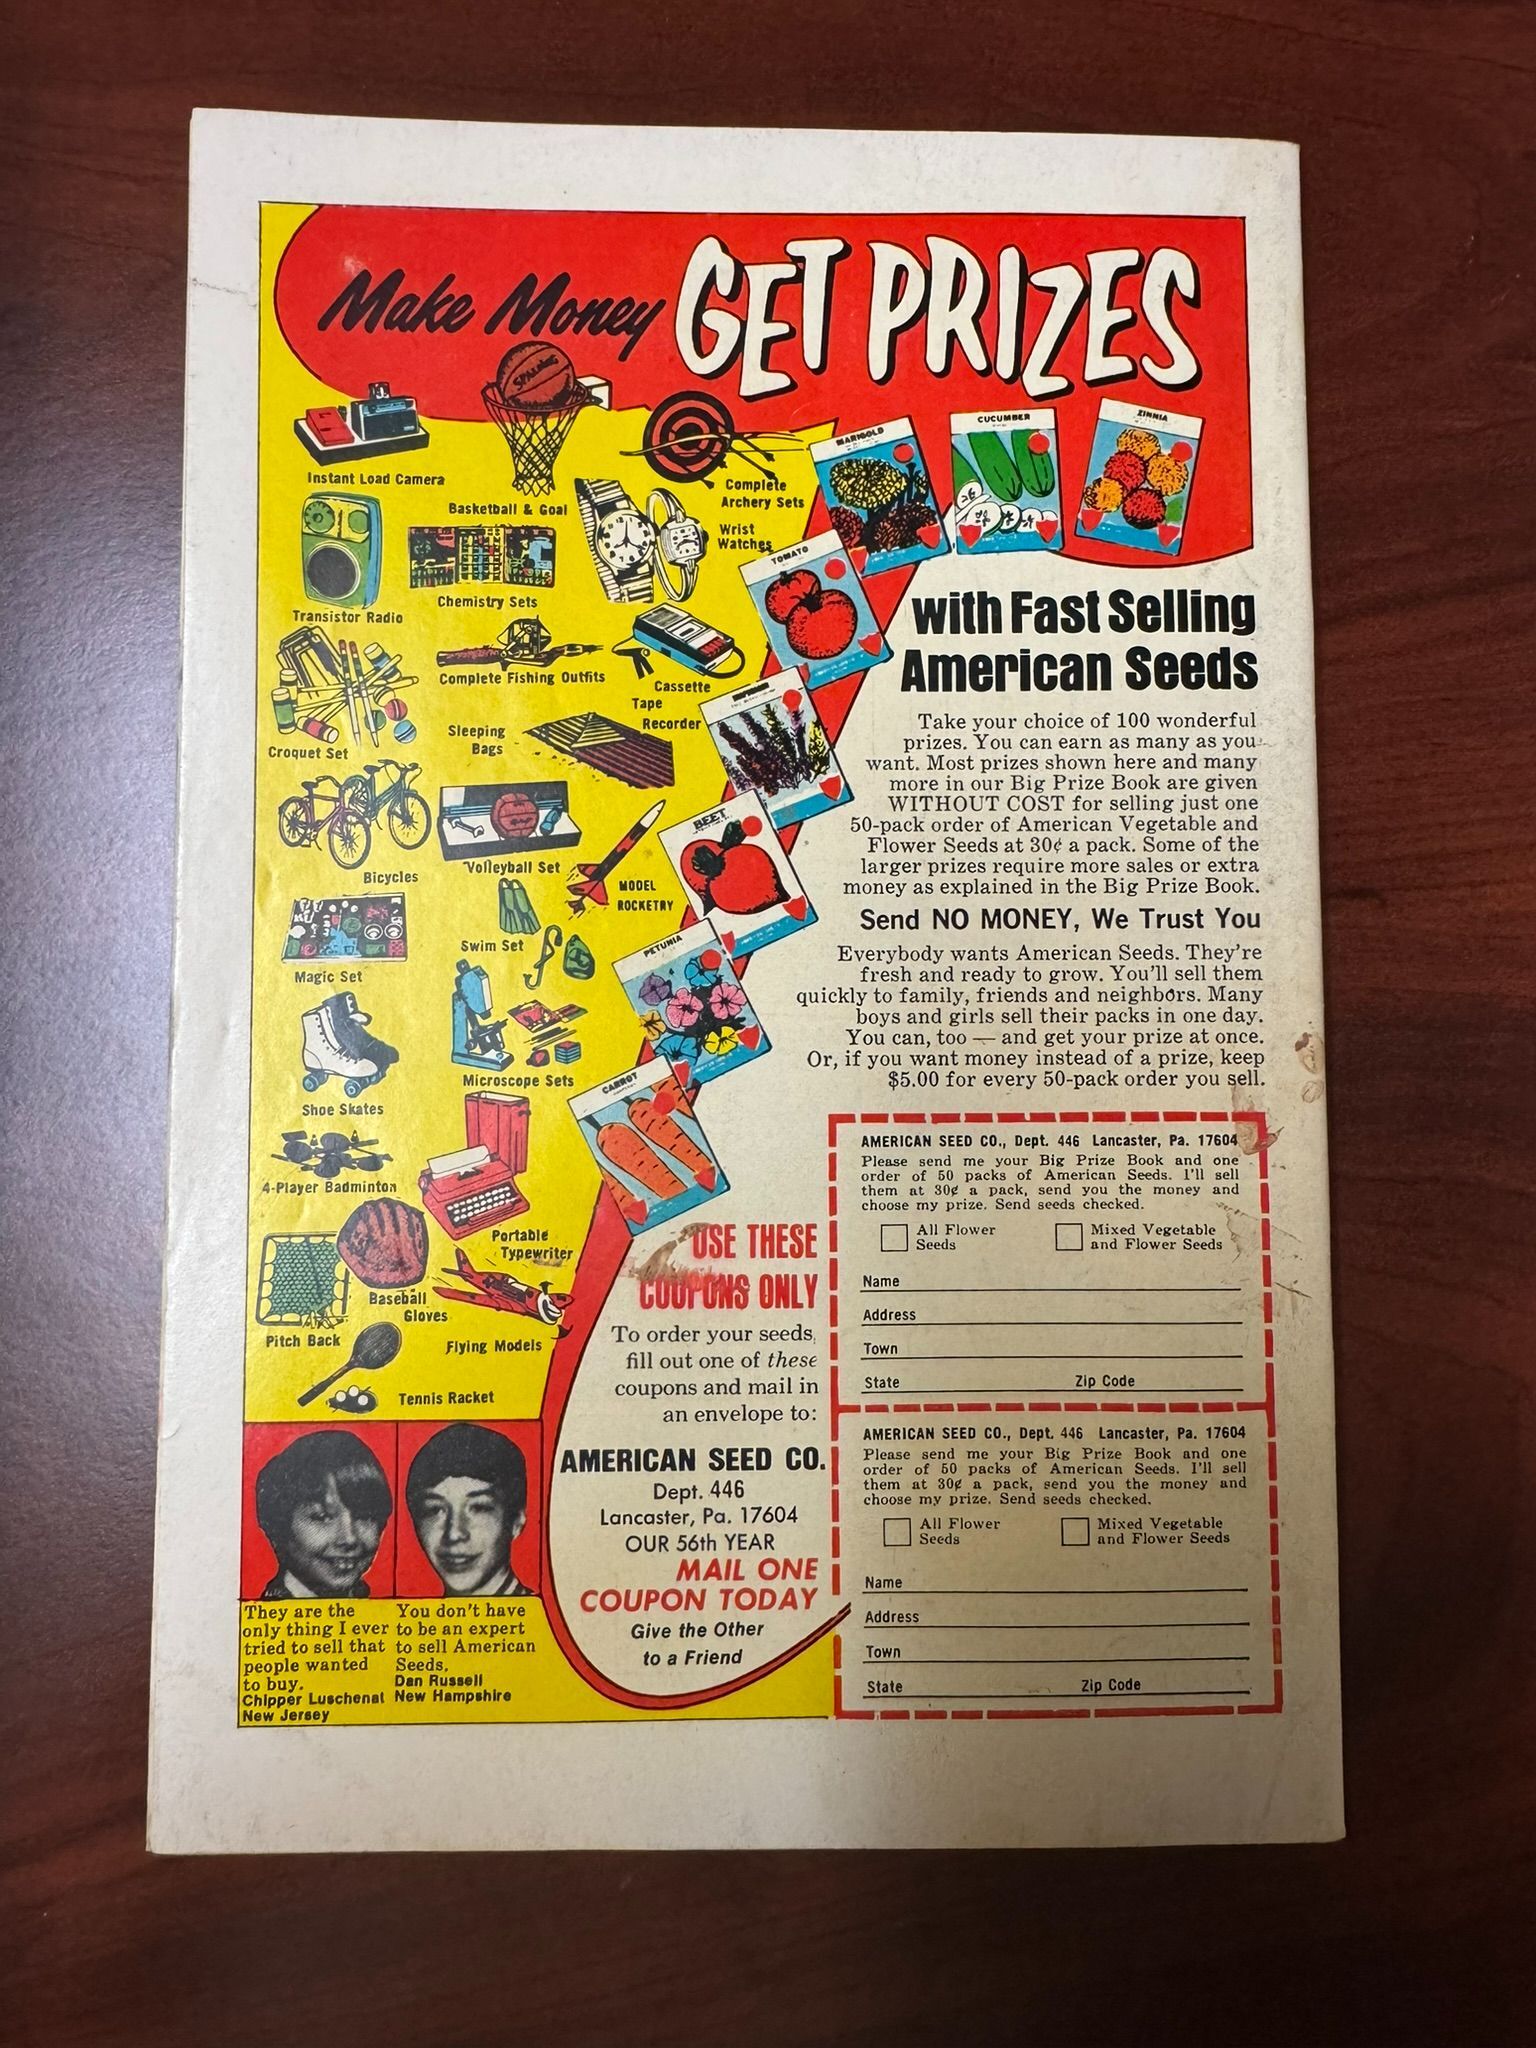 Make Money GET PRIZES
SPALDING
Instant Load Camera
Basketball & Goal
Complete
Archery Sets
Wrist
Watches
Transistor Radio
Chemistry Sets
Complete Fishing Outfits
Cassette
Tape
Recorder
Croquet Set
Sleeping
Bags
Bicycles
Volleyball Set
MODEL
ROCKETRY
Magic Set
Swim Set
Shoe Skates
Microscope Sets
4-Player Badminton
Portable
Typewriter
Baseball
Gloves
Pitch Back
Flying Models
Tennis Racket
MARIGOLD
CUCUMBER
ZINNIA
TOMATO
BEET
PETUNIA
CARROT
with Fast Selling
American Seeds
Take your choice of 100 wonderful
prizes. You can earn as many as you
want. Most prizes shown here and many
more in our Big Prize Book are given
WITHOUT COST for selling just one
50-pack order of American Vegetable and
Flower Seeds at 30¢ a pack. Some of the
larger prizes require more sales or extra
money as explained in the Big Prize Book.
Send NO MONEY, We Trust You
Everybody wants American Seeds. They're
fresh and ready to grow. You'll sell them
quickly to family, friends and neighbors. Many
boys and girls sell their packs in one day.
You can, too — and get your prize at once.
Or, if you want money instead of a prize, keep
$5.00 for every 50-pack order you sell.
USE THESE
COUPONS ONLY
To order your seeds,
fill out one of these
coupons and mail in
an envelope to:
AMERICAN SEED CO.
Dept. 446
Lancaster, Pa. 17604
OUR 56th YEAR
MAIL ONE
COUPON TODAY
Give the Other
to a Friend
They are the
only thing I ever
tried to sell that
people wanted
to buy.
Chipper Luschenat
New Jersey
You don't have
to be an expert
to sell American
Seeds.
Dan Russell
New Hampshire
AMERICAN SEED CO., Dept. 446 Lancaster, Pa. 17604
Please send me your Big Prize Book and one
order of 50 packs of American Seeds. I'll sell
them at 30¢ a pack, send you the money and
choose my prize. Send seeds checked.
All Flower
Seeds
Mixed Vegetable
and Flower Seeds
Name
Address
Town
State Zip Code
AMERICAN SEED CO., Dept. 446 Lancaster, Pa. 17604
Please send me your Big Prize Book and one
order of 50 packs of American Seeds. I'll sell
them at 30¢ a pack, send you the money and
choose my prize. Send seeds checked.
All Flower
Seeds
Mixed Vegetable
and Flower Seeds
Name
Address
Town
State Zip Code